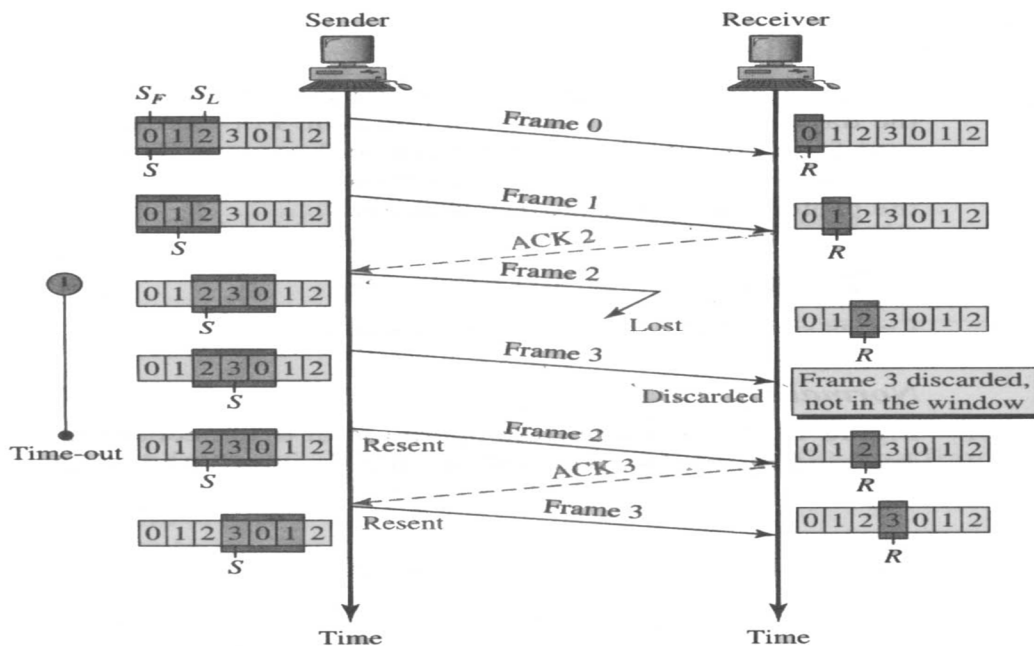 Sender
Receiver
SF SL
0 1 2 3 0 1 2
S
Frame 0
0 1 2 3 0 1 2
R
0 1 2 3 0 1 2
S
Frame 1
0 1 2 3 0 1 2
R
ACK 2
Frame 2
0 1 2 3 0 1 2
S
Lost
0 1 2 3 0 1 2
R
Frame 3
0 1 2 3 0 1 2
S
Discarded
Frame 3 discarded,
not in the window
Time-out
0 1 2 3 0 1 2
S
Resent
Frame 2
0 1 2 3 0 1 2
R
ACK 3
Resent
Frame 3
0 1 2 3 0 1 2
S
0 1 2 3 0 1 2
R
Time
Time